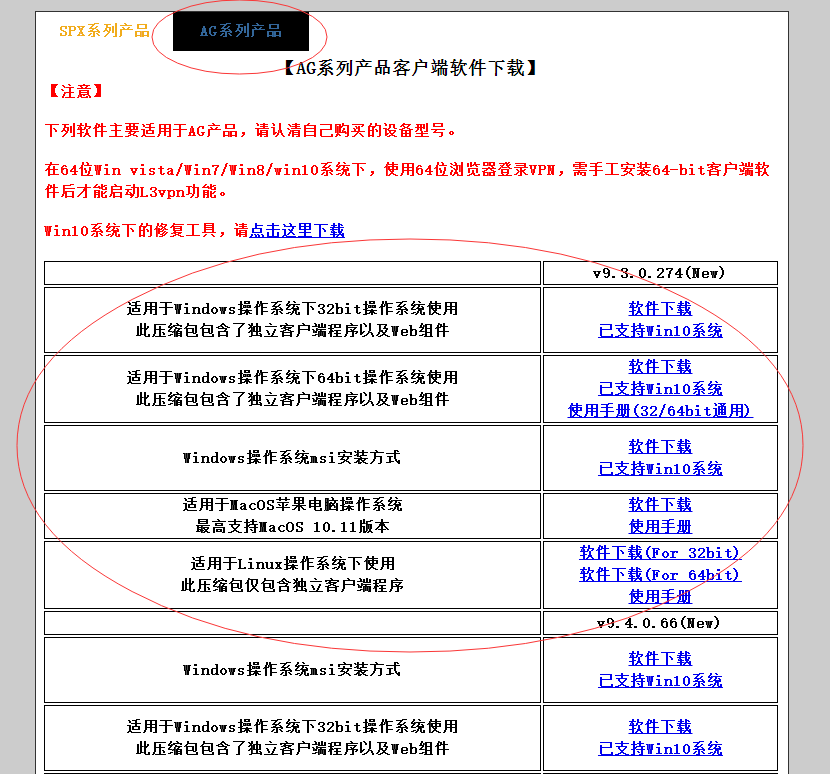 SPX系列产品 AG系列产品
【AG系列产品客户端软件下载】
【注意】
下列软件主要适用于AG产品，请认清自己购买的设备型号。
在64位Win vista/Win7/Win8/win10系统下，使用64位浏览器登录VPN，需手工安装64-bit客户端软
件后才能启动L3vpn功能。
Win10系统下的修复工具，请点击这里下载
v9.3.0.274(New)
适用于Windows操作系统下32bit操作系统使用
此压缩包包含了独立客户端程序以及Web组件
软件下载
已支持Win10系统
适用于Windows操作系统下64bit操作系统使用
此压缩包包含了独立客户端程序以及Web组件
软件下载
已支持Win10系统
使用手册(32/64bit通用)
Windows操作系统msi安装方式
软件下载
已支持Win10系统
适用于MacOS苹果电脑操作系统
最高支持MacOS 10.11版本
软件下载
使用手册
适用于Linux操作系统下使用
此压缩包仅包含独立客户端程序
软件下载(For 32bit)
软件下载(For 64bit)
使用手册
v9.4.0.66(New)
Windows操作系统msi安装方式
软件下载
已支持Win10系统
适用于Windows操作系统下32bit操作系统使用
此压缩包包含了独立客户端程序以及Web组件
软件下载
已支持Win10系统